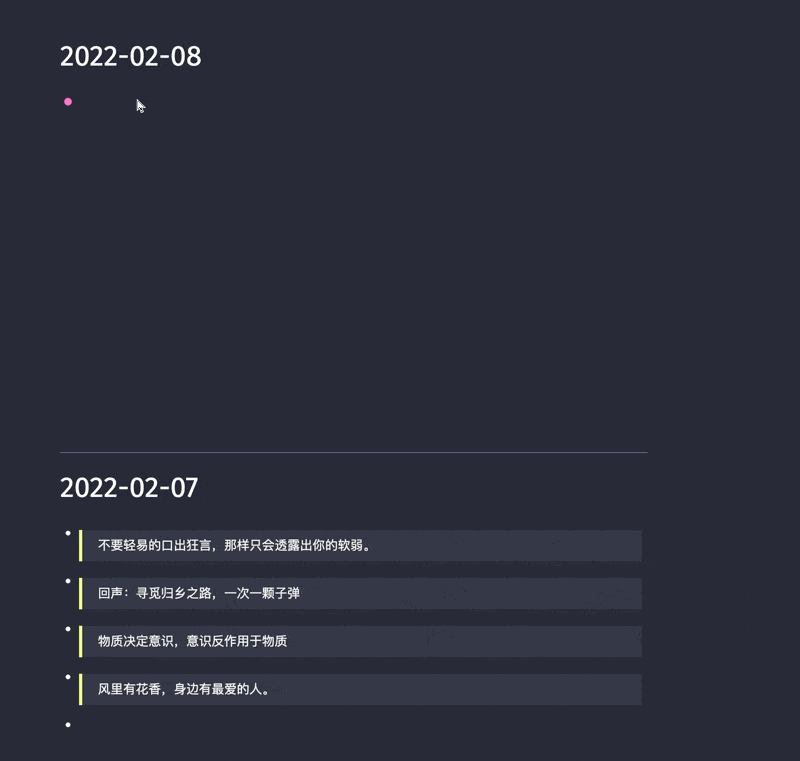 2022-02-08
2022-02-07
不要轻易的口出狂言，那样只会透露出你的软弱。
回声：寻觅归乡之路，一次一颗子弹
物质决定意识，意识反作用于物质
风里有花香，身边有最爱的人。